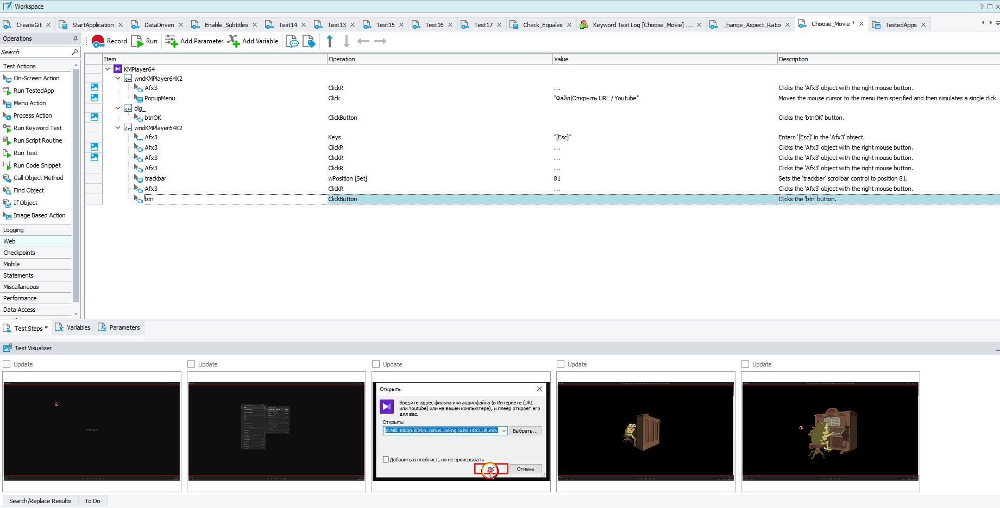 Workspace
CreateGit
StartApplication
DataDriven
Enable_Subtitles
Test14
Test13
Test15
Test16
Test17
Check_Equales
Keyword Test Log [Choose_Movie] ...
_hange_Aspect_Ratio
Choose_Movie *
TestedApps
Operations
Record
Run
Add Parameter
Add Variable
Search
Item
Operation
Value
Description
Test Actions
On-Screen Action
Run TestedApp
Menu Action
Process Action
Run Keyword Test
Run Script Routine
Run Test
Run Code Snippet
Call Object Method
Find Object
If Object
Image Based Action
Logging
Web
Checkpoints
Mobile
Statements
Miscellaneous
Performance
Data Access
KMPlayer64
wndKMPlayer64X2
Afx3 ClickR ... Clicks the 'Afx3' object with the right mouse button.
PopupMenu Click "Файл|Открыть URL / Youtube" Moves the mouse cursor to the menu item specified and then simulates a single click.
dlg_
btnOK ClickButton Clicks the 'btnOK' button.
wndKMPlayer64X2
Afx3 Keys "[Esc]" Enters '[Esc]' in the 'Afx3' object.
Afx3 ClickR ... Clicks the 'Afx3' object with the right mouse button.
Afx3 ClickR ... Clicks the 'Afx3' object with the right mouse button.
Afx3 ClickR ... Clicks the 'Afx3' object with the right mouse button.
trackbar wPosition [Set] 81 Sets the 'trackbar' scrollbar control to position 81.
Afx3 ClickR ... Clicks the 'Afx3' object with the right mouse button.
btn ClickButton Clicks the 'btn' button.
Test Steps *
Variables
Parameters
Test Visualizer
Update
Update
Update
Update
Update
KMPlayer
Открыть
Введите адрес фильма или аудиофайла (в Интернете (URL
или Youtube) или на вашем компьютере), и плеер откроет его
для вас.
Открыть:
st.Mill.1080p.BDRip.2xRus.3xEng.Subs.HDCLUB.mkv
Выбрать...
Добавить в плейлист, но не проигрывать
OK
Отмена
Search/Replace Results
To Do